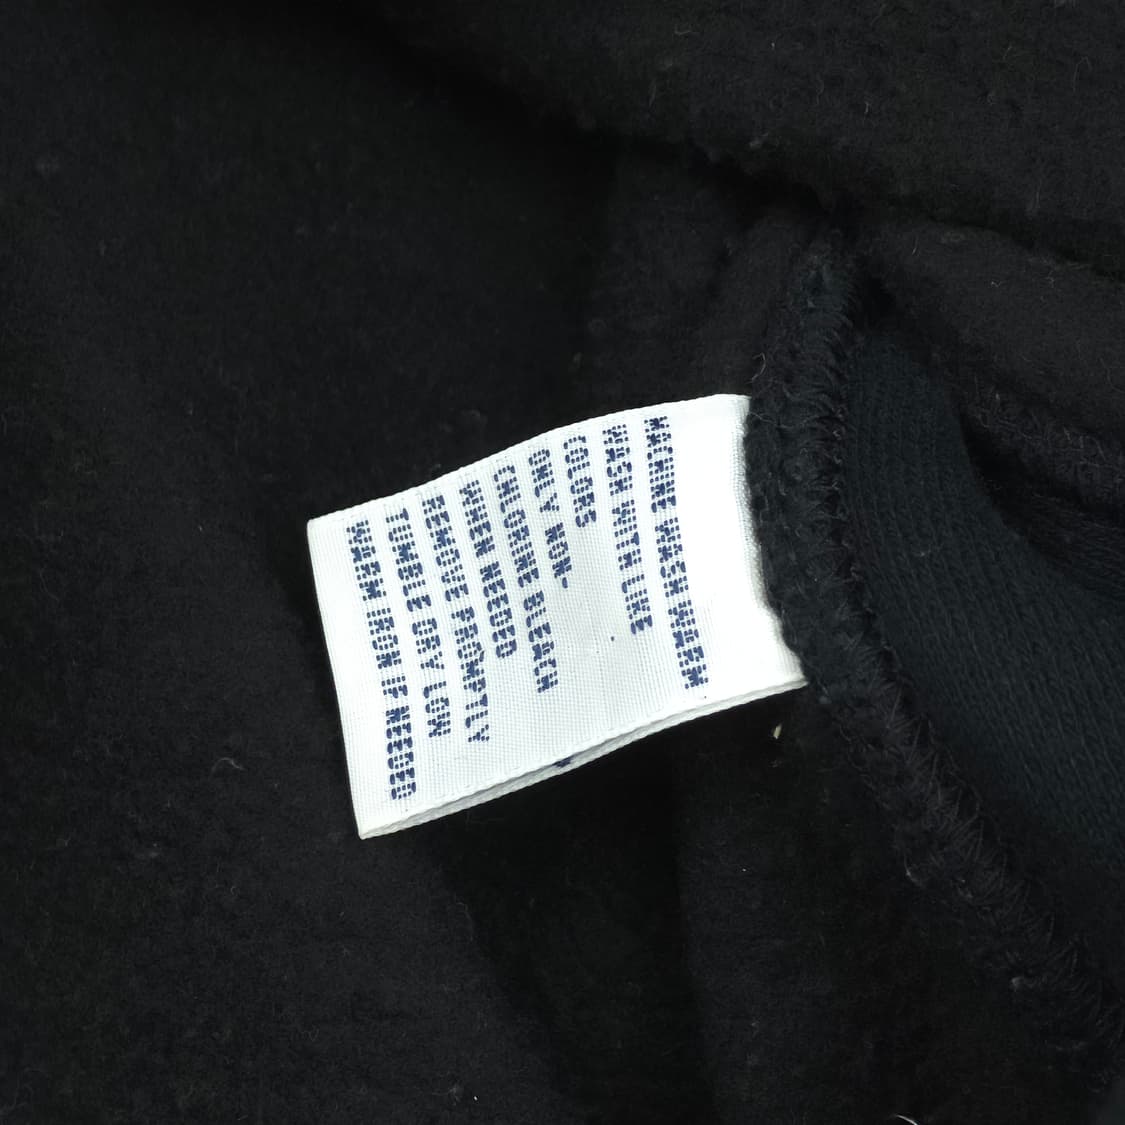 MACHINE WASH WARM
WASH WITH LIKE
COLORS
ONLY NON-
CHLORINE BLEACH
WHEN NEEDED
REMOVE PROMPTLY
TUMBLE DRY LOW
WARM IRON IF NEEDED